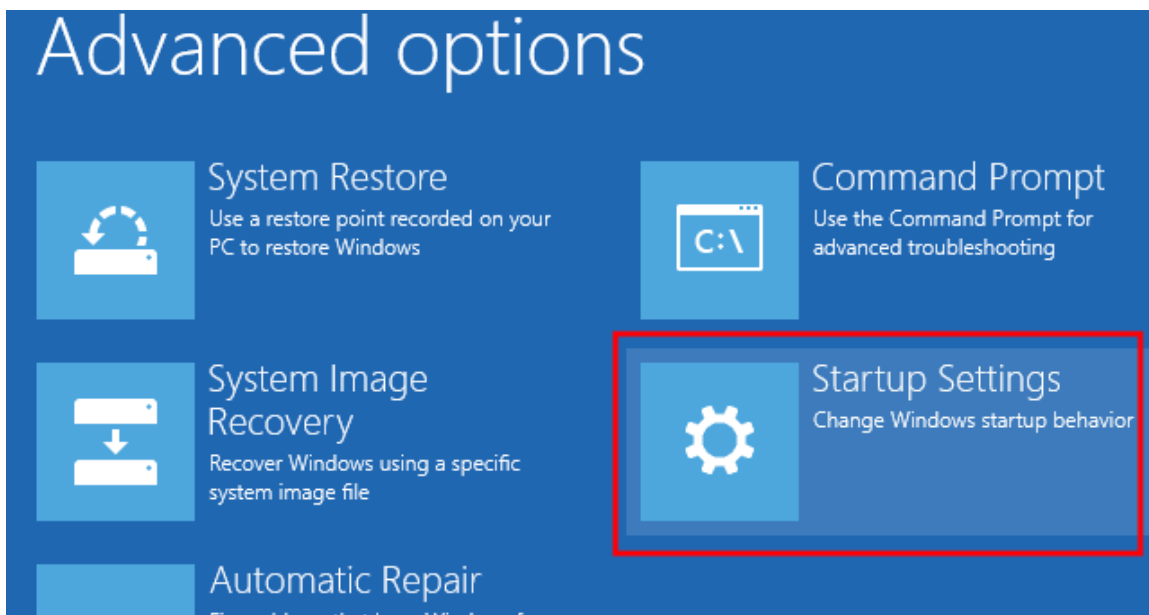 Advanced options
System Restore
Use a restore point recorded on your
PC to restore Windows
Command Prompt
Use the Command Prompt for
advanced troubleshooting
C:\
System Image
Recovery
Recover Windows using a specific
system image file
Startup Settings
Change Windows startup behavior
Automatic Repair